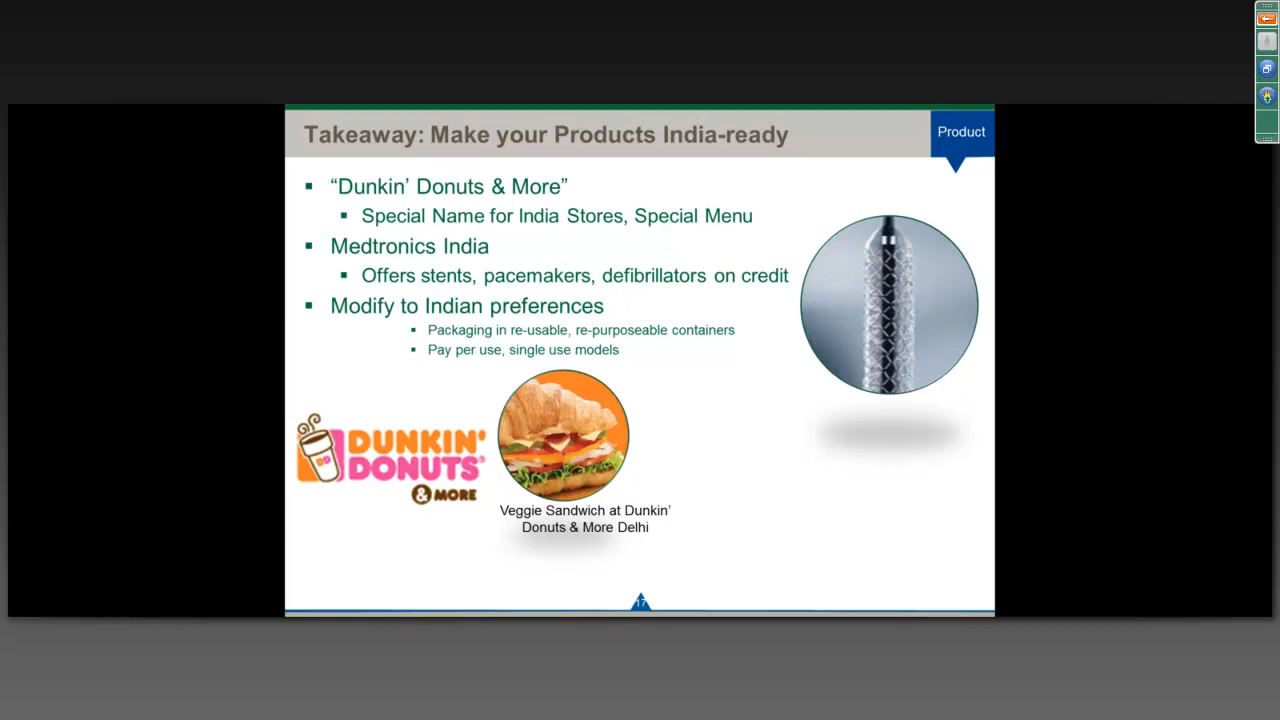 Takeaway: Make your Products India-ready
Product
“Dunkin’ Donuts & More”
Special Name for India Stores, Special Menu
Medtronics India
Offers stents, pacemakers, defibrillators on credit
Modify to Indian preferences
Packaging in re-usable, re-purposeable containers
Pay per use, single use models
DD
DUNKIN'
DONUTS
& MORE
Veggie Sandwich at Dunkin’
Donuts & More Delhi
17